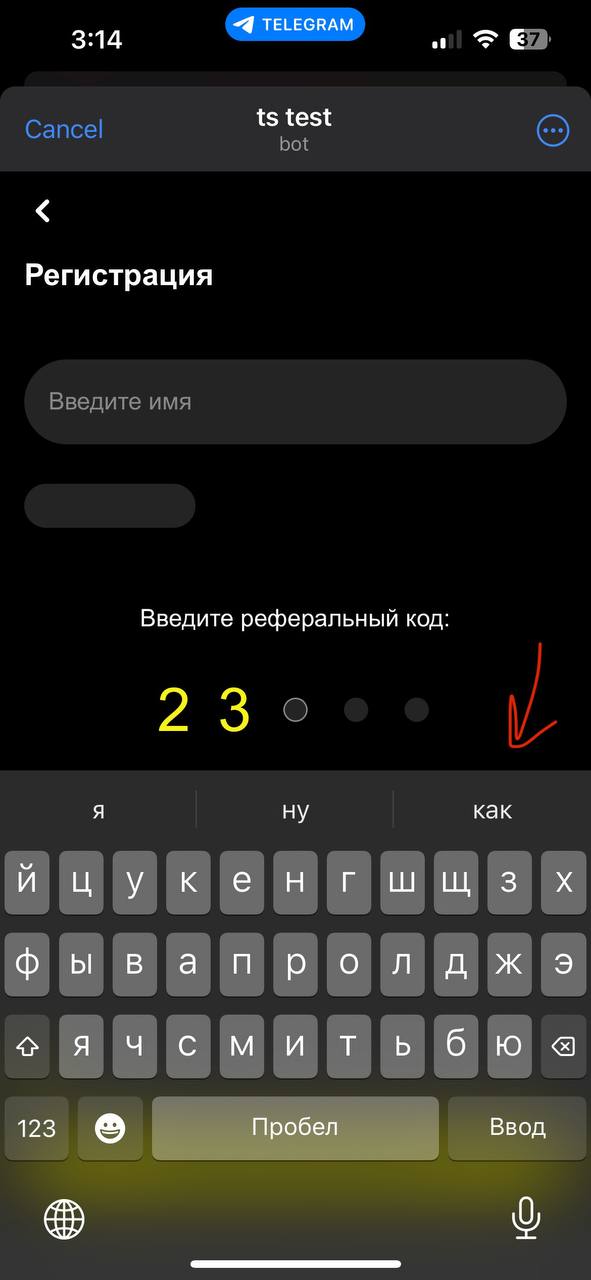 3:14
TELEGRAM
37
Cancel
ts test
bot
Регистрация
Введите имя
Введите реферальный код:
2 3
я ну как
й ц у к е н г ш щ з х
ф ы в а п р о л д ж э
я ч с м и т ь б ю
123 Пробел Ввод